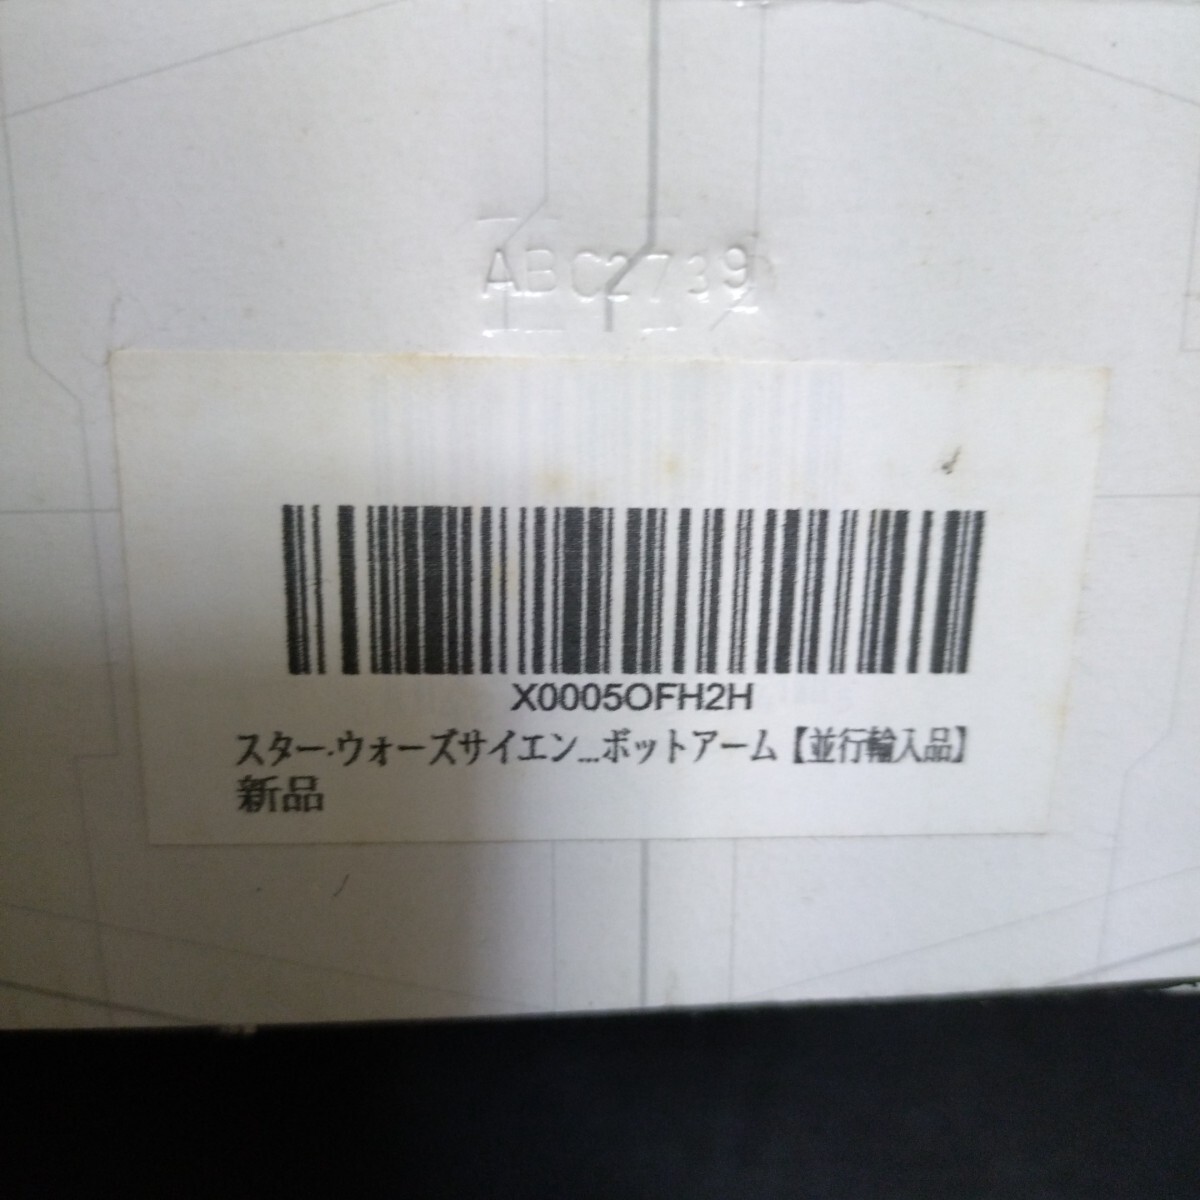 ABC2739
X0005OFH2H
スター・ウォーズサイエン...ボットアーム【並行輸入品】
新品